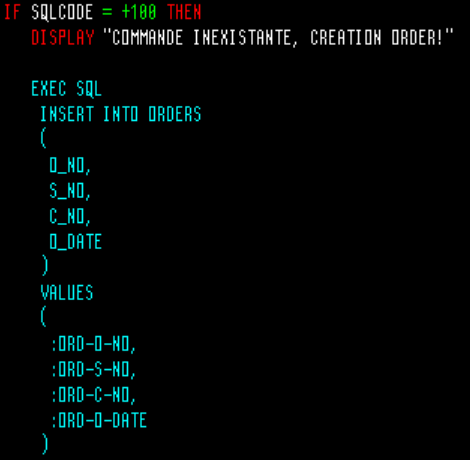 IF SQLCODE = +100 THEN
DISPLAY "COMMANDE INEXISTANTE, CREATION ORDER!"
EXEC SQL
INSERT INTO ORDERS
(
O_NO,
S_NO,
C_NO,
O_DATE
)
VALUES
(
:ORD-O-NO,
:ORD-S-NO,
:ORD-C-NO,
:ORD-O-DATE
)